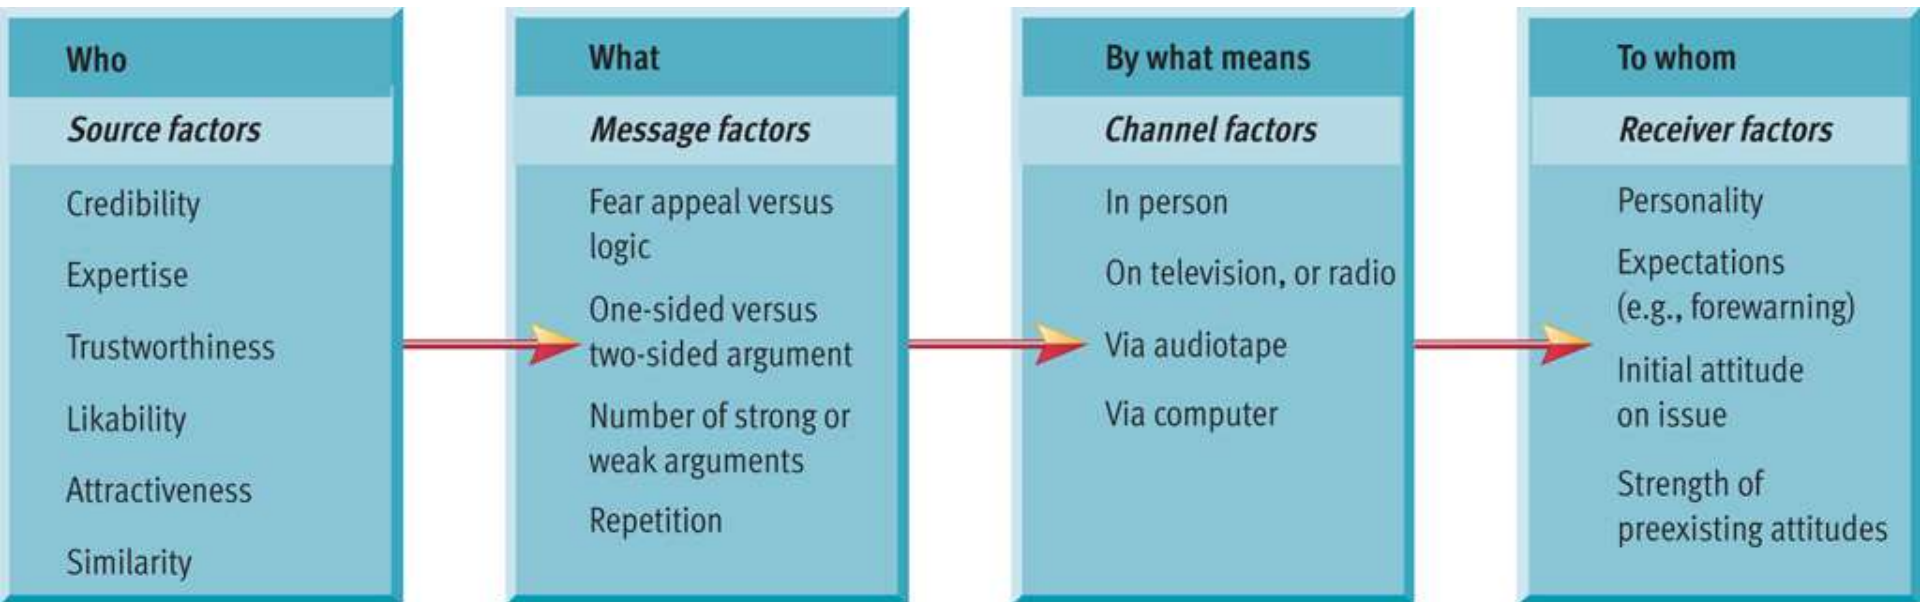 Who
Source factors
Credibility
Expertise
Trustworthiness
Likability
Attractiveness
Similarity
What
Message factors
Fear appeal versus
logic
One-sided versus
two-sided argument
Number of strong or
weak arguments
Repetition
By what means
Channel factors
In person
On television, or radio
Via audiotape
Via computer
To whom
Receiver factors
Personality
Expectations
(e.g., forewarning)
Initial attitude
on issue
Strength of
preexisting attitudes